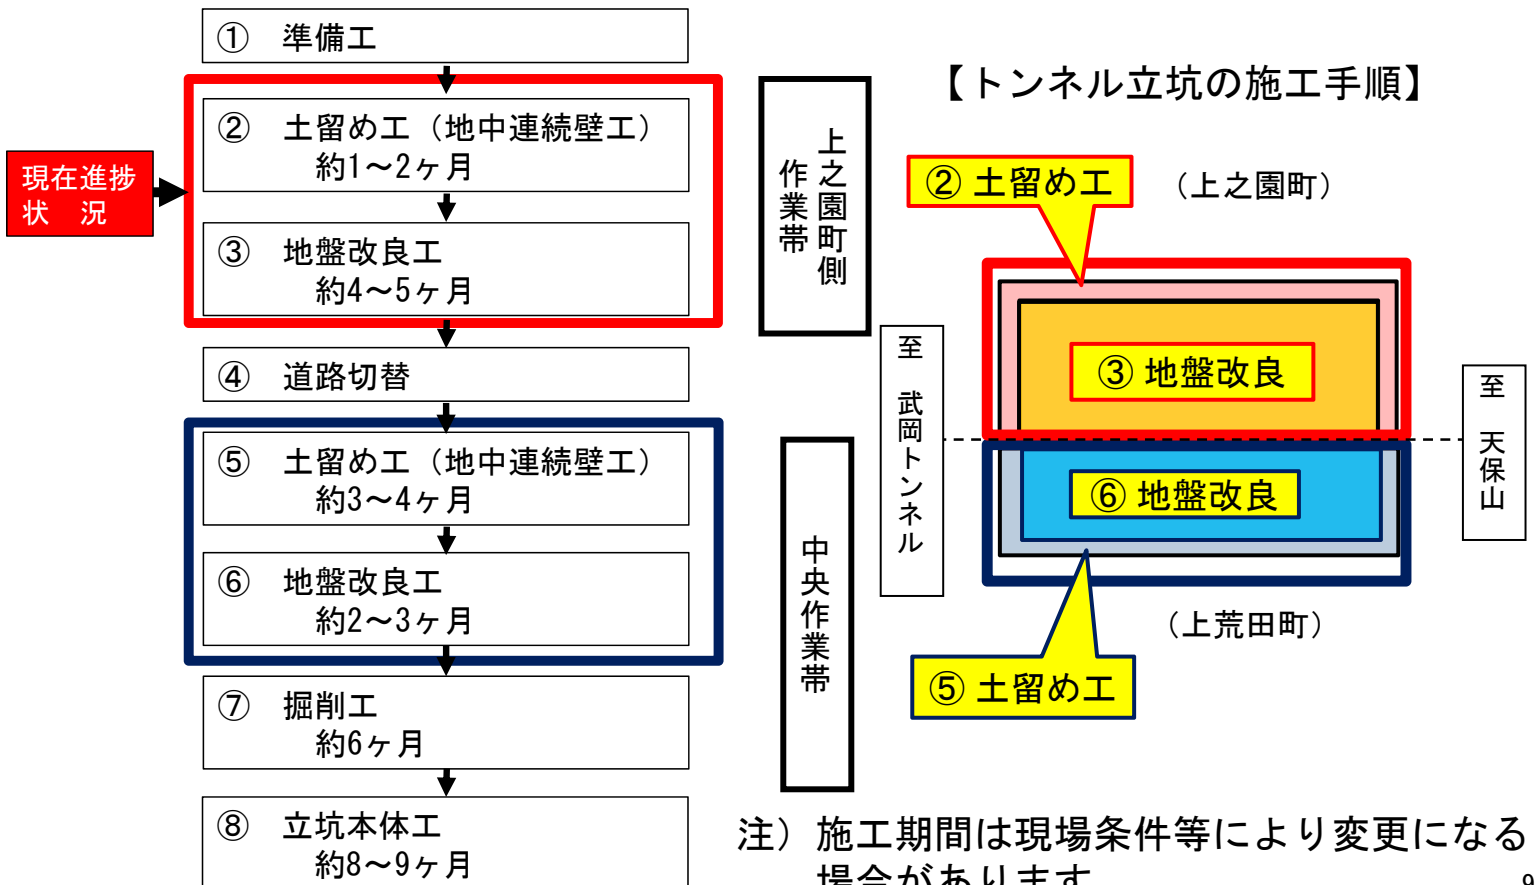 ① 準備工
② 土留め工（地中連続壁工）
約1～2ヶ月
③ 地盤改良工
約4～5ヶ月
現在進捗
状　況
④ 道路切替
⑤ 土留め工（地中連続壁工）
約3～4ヶ月
⑥ 地盤改良工
約2～3ヶ月
⑦ 掘削工
約6ヶ月
⑧ 立坑本体工
約8～9ヶ月
上之園町側
作業帯
中央作業帯
【トンネル立坑の施工手順】
② 土留め工
（上之園町）
③ 地盤改良
至　武岡トンネル
至　天保山
⑥ 地盤改良
（上荒田町）
⑤ 土留め工
注）施工期間は現場条件等により変更になる
場合があります
9